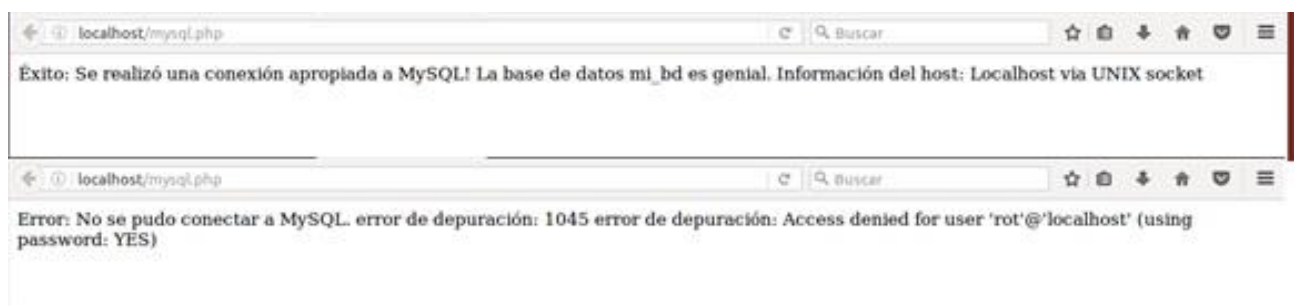 localhost/mysql.php
Buscar
Éxito: Se realizó una conexión apropiada a MySQL! La base de datos mi_bd es genial. Información del host: Localhost via UNIX socket
localhost/mysql.php
Buscar
Error: No se pudo conectar a MySQL. error de depuración: 1045 error de depuración: Access denied for user 'rot'@'localhost' (using
password: YES)